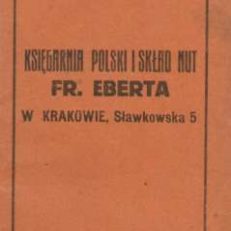 KSIĘGARNIA POLSKI I SKŁAD NUT
FR. EBERTA
W KRAKOWIE, Sławkowska 5